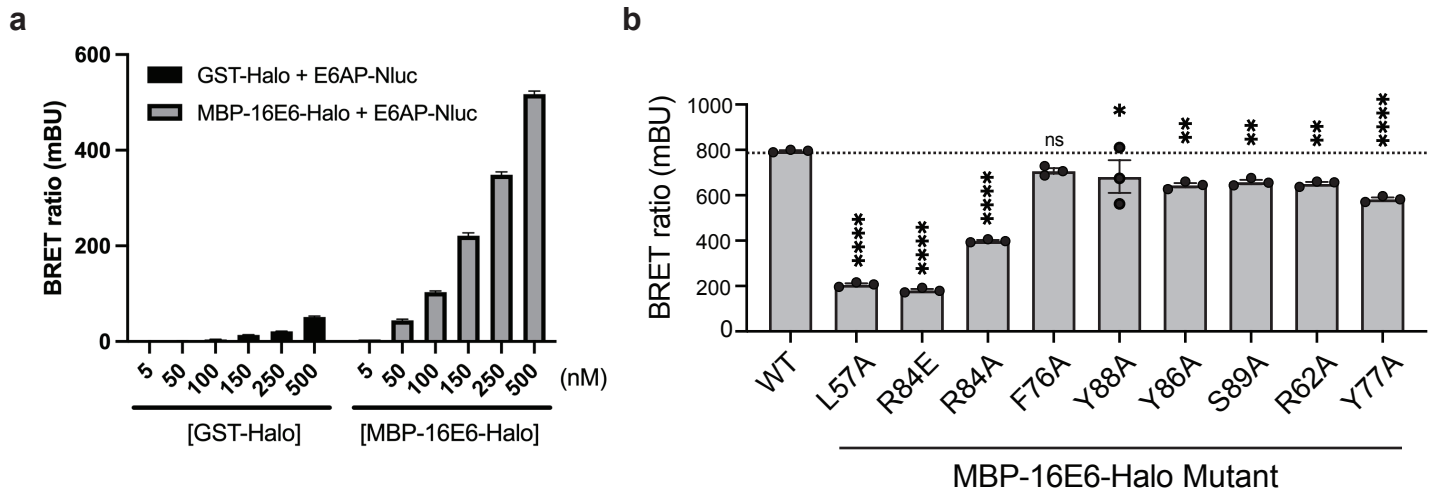 a
600
400
200
0
BRET ratio (mBU)
GST-Halo + E6AP-Nluc
MBP-16E6-Halo + E6AP-Nluc
5 50 100 150 250 500 5 50 100 150 250 500 (nM)
[GST-Halo] [MBP-16E6-Halo]
b
1000
800
600
400
200
0
BRET ratio (mBU)
**** **** **** ns * ** ** ** ****
WT L57A R84E R84A F76A Y88A Y86A S89A R62A Y77A
MBP-16E6-Halo Mutant